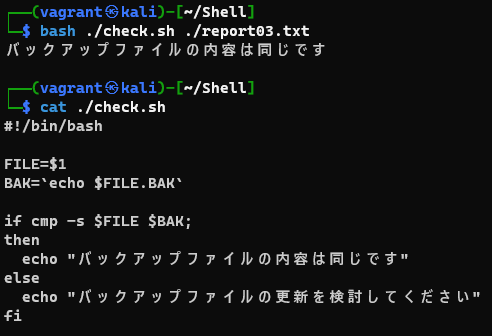 ┌──(vagrant㉿kali)-[~/Shell]
└─$ bash ./check.sh ./report03.txt
バックアップファイルの内容は同じです

┌──(vagrant㉿kali)-[~/Shell]
└─$ cat ./check.sh
#!/bin/bash

FILE=$1
BAK=`echo $FILE.BAK`

if cmp -s $FILE $BAK;
then
  echo "バックアップファイルの内容は同じです"
else
  echo "バックアップファイルの更新を検討してください"
fi